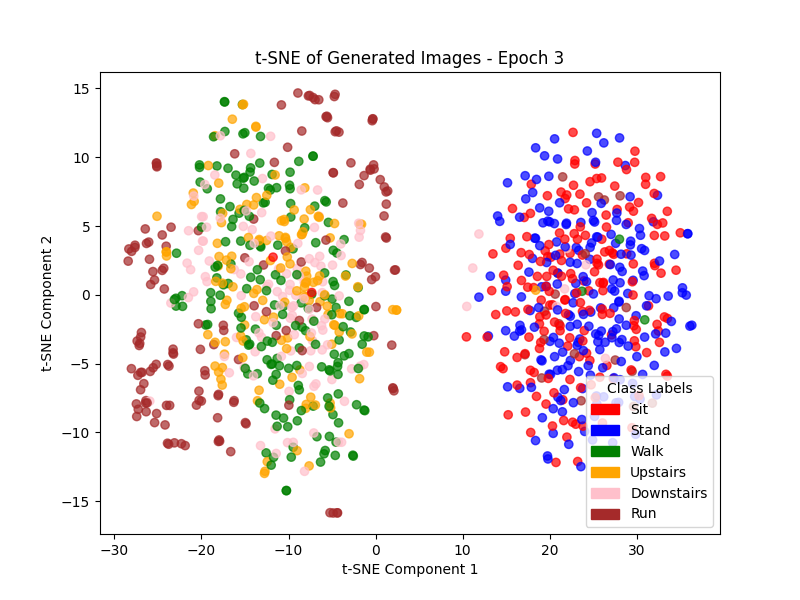 t-SNE of Generated Images - Epoch 3
t-SNE Component 2
15
10
5
0
−5
−10
−15
−30
−20
−10
0
10
20
30
t-SNE Component 1
Class Labels
Sit
Stand
Walk
Upstairs
Downstairs
Run